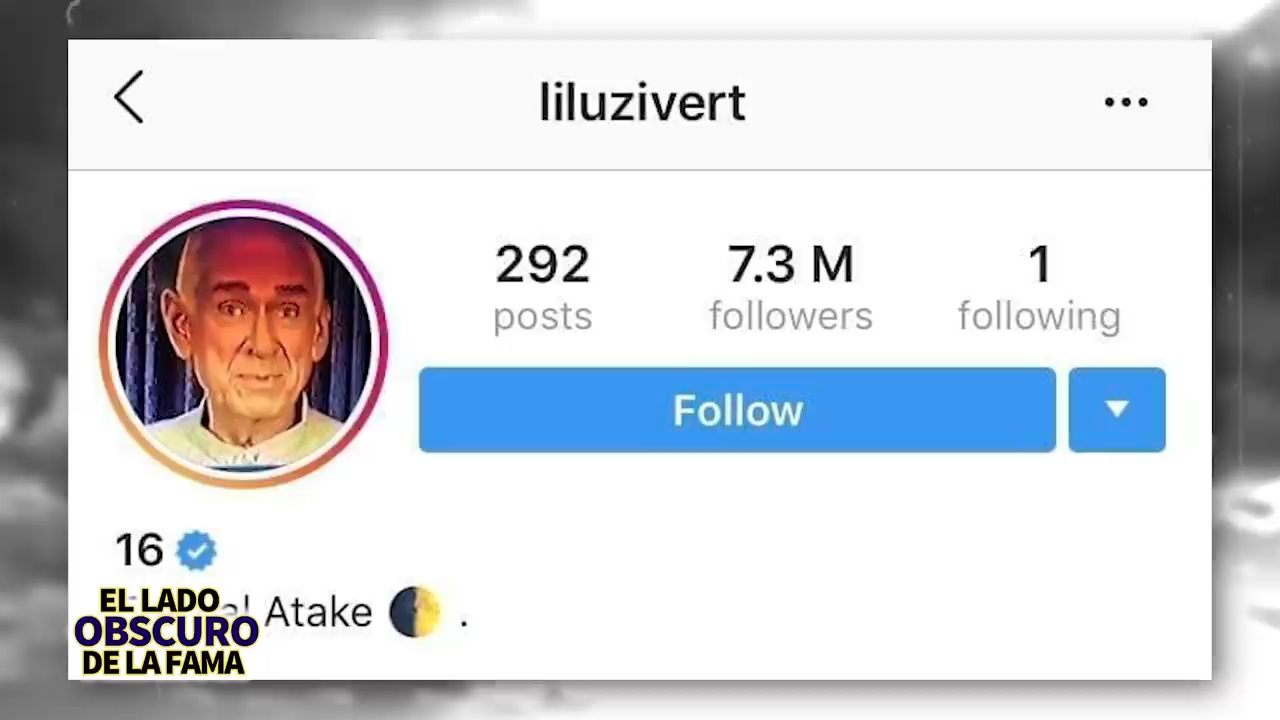 liluzivert
292 7.3 M 1
posts followers following
Follow
16
Atake
EL LADO
OBSCURO
DE LA FAMA